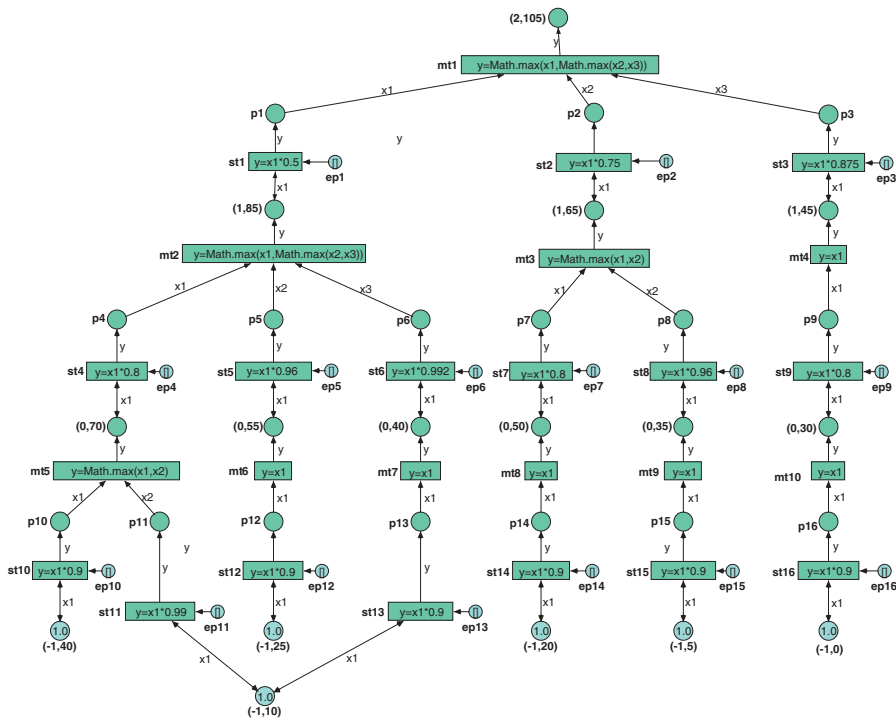 (2,105)
y
mt1 y=Math.max(x1,Math.max(x2,x3))
x1 x2 x3
p1 p2 p3
y y y
st1 y=x1*0.5 [] ep1
st2 y=x1*0.75 [] ep2
st3 y=x1*0.875 [] ep3
x1 x1 x1
(1,85) (1,65) (1,45)
y y y
mt2 y=Math.max(x1,Math.max(x2,x3))
mt3 y=Math.max(x1,x2)
mt4 y=x1
x1 x2 x3 x1 x2 x1
p4 p5 p6 p7 p8 p9
y y y y y y
st4 y=x1*0.8 [] ep4
st5 y=x1*0.96 [] ep5
st6 y=x1*0.992 [] ep6
st7 y=x1*0.8 [] ep7
st8 y=x1*0.96 [] ep8
st9 y=x1*0.8 [] ep9
x1 x1 x1 x1 x1 x1
(0,70) (0,55) (0,40) (0,50) (0,35) (0,30)
y y y y y y
mt5 y=Math.max(x1,x2)
mt6 y=x1
mt7 y=x1
mt8 y=x1
mt9 y=x1
mt10 y=x1
x1 x2 x1 x1 x1 x1 x1
p10 p11 p12 p13 p14 p15 p16
y y y y y y y y
st10 y=x1*0.9 [] ep10
st12 y=x1*0.9 [] ep12
st14 y=x1*0.9 [] ep14
st15 y=x1*0.9 [] ep15
st16 y=x1*0.9 [] ep16
st11 y=x1*0.99 [] ep11
st13 y=x1*0.9 [] ep13
x1 x1 x1 x1 x1
1.0 1.0 1.0 1.0 1.0
(-1,40) (-1,25) (-1,20) (-1,5) (-1,0)
x1 x1
1.0
(-1,10)